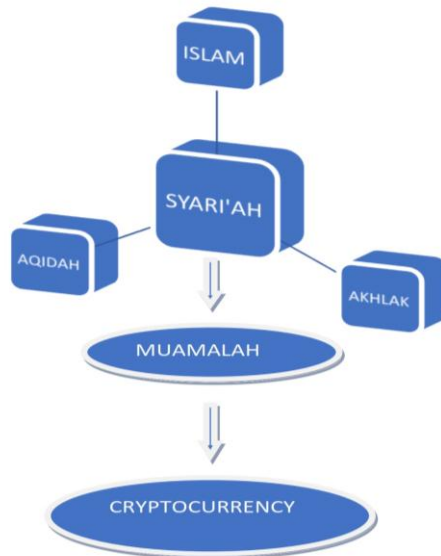 ISLAM
SYARI'AH
AQIDAH
AKHLAK
MUAMALAH
CRYPTOCURRENCY